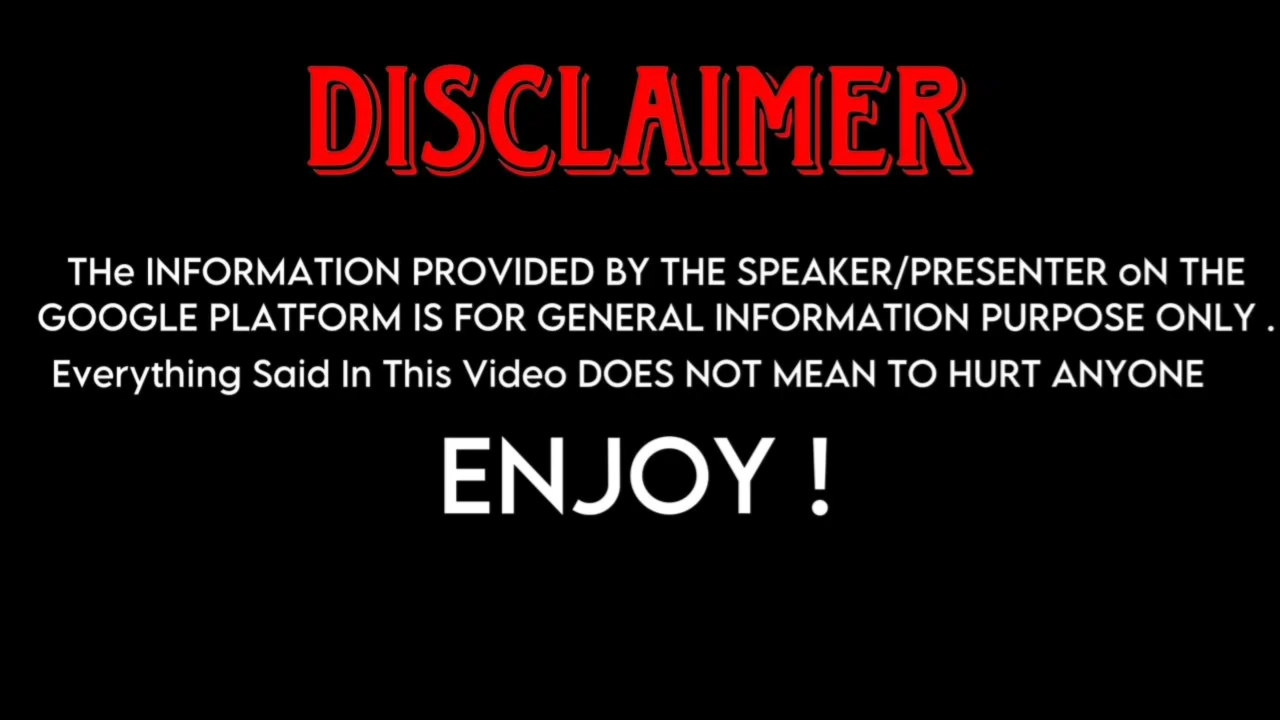 DISCLAIMER
THe INFORMATION PROVIDED BY THE SPEAKER/PRESENTER oN THE
GOOGLE PLATFORM IS FOR GENERAL INFORMATION PURPOSE ONLY .
Everything Said In This Video DOES NOT MEAN TO HURT ANYONE
ENJOY !